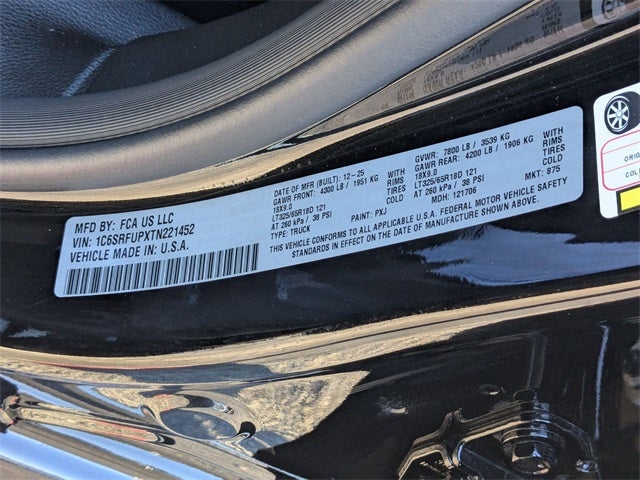 MFD BY: FCA US LLC
VIN: 1C6SRFUPXTN221452
VEHICLE MADE IN: U.S.A.
DATE OF MFR (BUILT): 12-25
GAWR FRONT: 4300 LB / 1951 KG WITH
18X9.0 RIMS
LT325/65R18D 121 TIRES
AT 260 kPa / 38 PSI COLD
TYPE: TRUCK PAINT: PXJ
GVWR: 7800 LB / 3539 KG
GAWR REAR: 4200 LB / 1906 KG WITH
18X9.0 RIMS
LT325/65R18D 121 TIRES
AT 260 kPa / 38 PSI COLD
MDH: 121706 MKT: 875
THIS VEHICLE CONFORMS TO ALL APPLICABLE FEDERAL MOTOR VEHICLE SAFETY
STANDARDS IN EFFECT ON THE DATE OF MANUFACTURE SHOWN ABOVE.
ORIG
COL